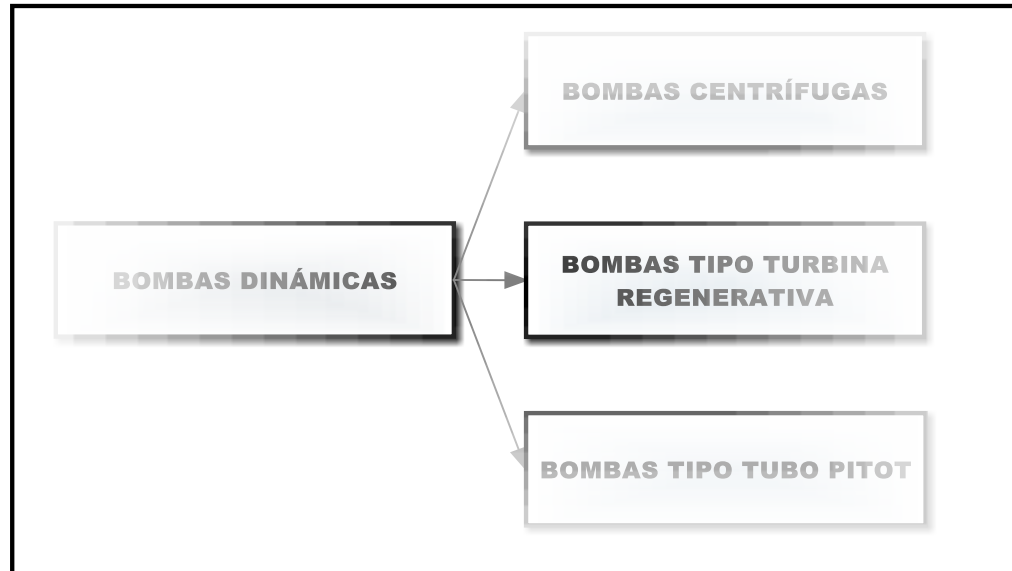 BOMBAS CENTRÍFUGAS
BOMBAS DINÁMICAS
BOMBAS TIPO TURBINA
REGENERATIVA
BOMBAS TIPO TUBO PITOT